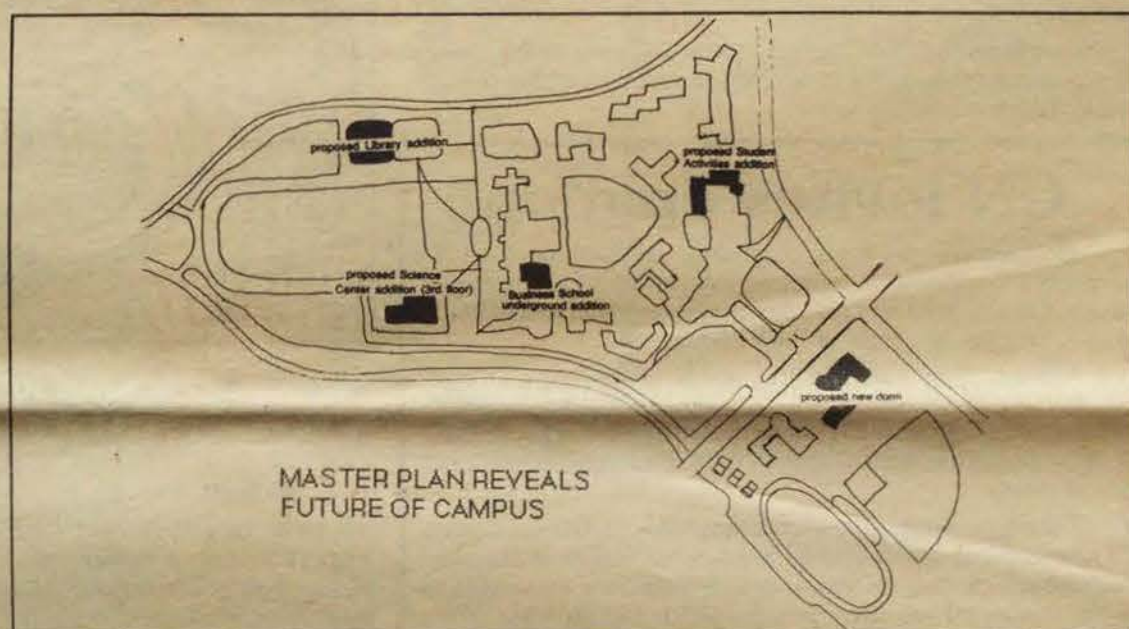 proposed Library addition
proposed Student
Activities addition
proposed Science
Center addition (3rd floor)
Business School
underground addition
proposed new dorm
MASTER PLAN REVEALS
FUTURE OF CAMPUS